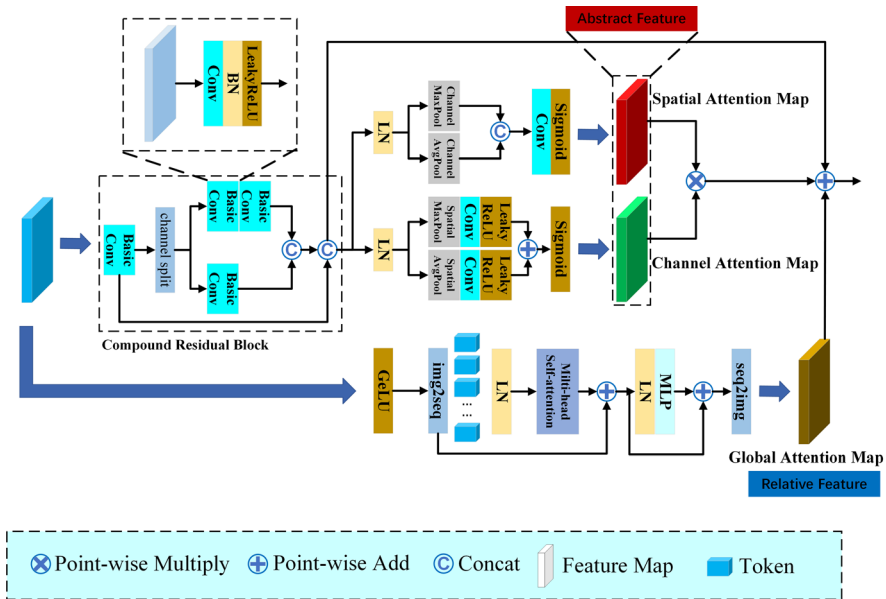 Abstract Feature
Conv
BN
LeakyReLU
Spatial Attention Map
LN
Channel
MaxPool
Channel
AvgPool
C
Conv
Sigmoid
Basic
Conv
channel split
Basic
Conv
Basic
Conv
Basic
Conv
C
C
LN
Spatial
MaxPool
Conv
Leaky
ReLU
Spatial
AvgPool
Conv
Leaky
ReLU
Sigmoid
Channel Attention Map
Compound Residual Block
GeLU
img2seq
...
...
LN
Milti-head
Self-attention
LN
MLP
seq2img
Global Attention Map
Relative Feature
Point-wise Multiply
Point-wise Add
C
Concat
Feature Map
Token